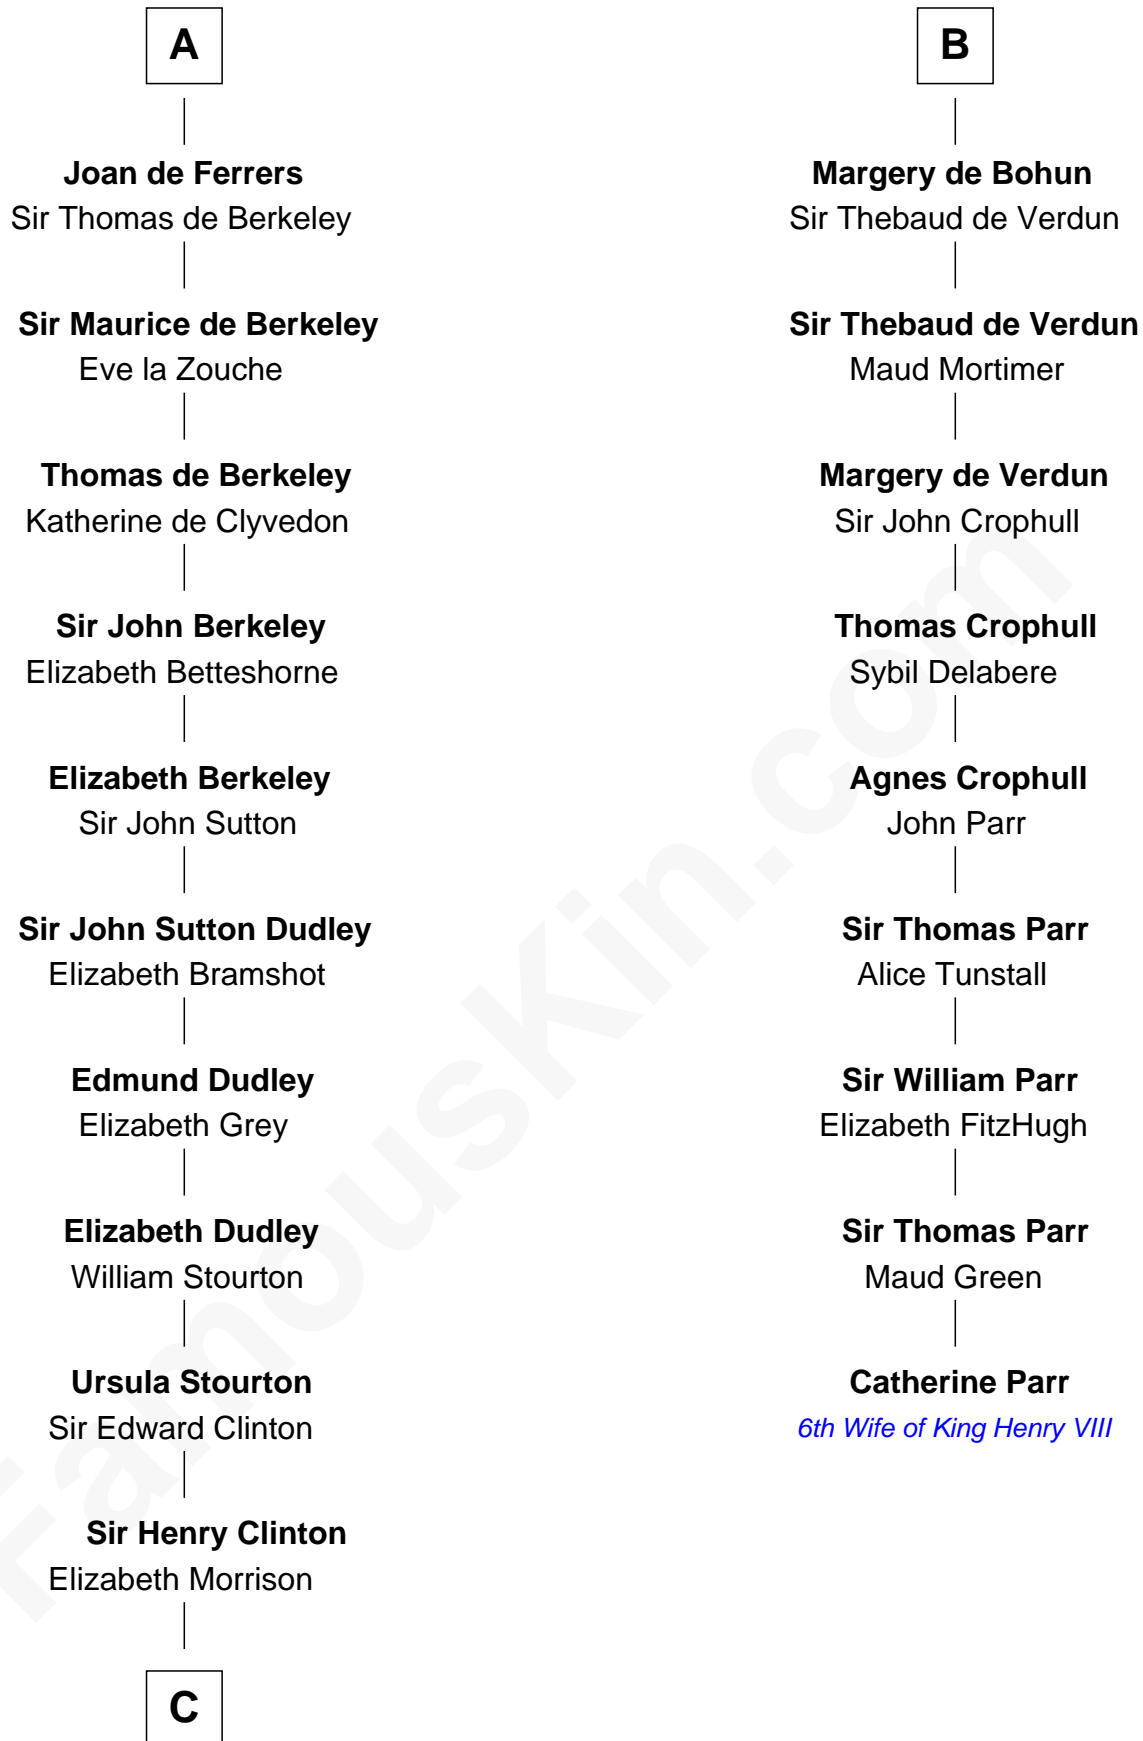 A
Joan de Ferrers
Sir Thomas de Berkeley
Sir Maurice de Berkeley
Eve la Zouche
Thomas de Berkeley
Katherine de Clyvedon
Sir John Berkeley
Elizabeth Betteshorne
Elizabeth Berkeley
Sir John Sutton
Sir John Sutton Dudley
Elizabeth Bramshot
Edmund Dudley
Elizabeth Grey
Elizabeth Dudley
William Stourton
Ursula Stourton
Sir Edward Clinton
Sir Henry Clinton
Elizabeth Morrison
C
B
Margery de Bohun
Sir Thebaud de Verdun
Sir Thebaud de Verdun
Maud Mortimer
Margery de Verdun
Sir John Crophull
Thomas Crophull
Sybil Delabere
Agnes Crophull
John Parr
Sir Thomas Parr
Alice Tunstall
Sir William Parr
Elizabeth FitzHugh
Sir Thomas Parr
Maud Green
Catherine Parr
6th Wife of King Henry VIII
FamousKin.com